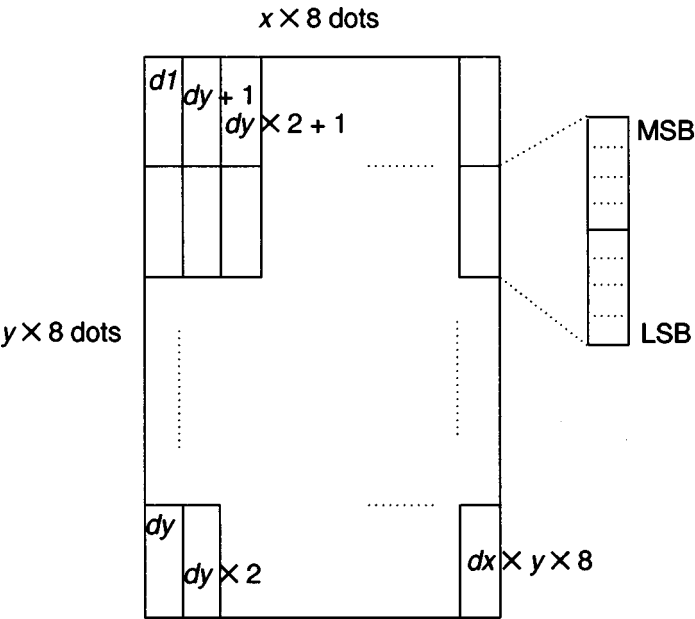 x × 8 dots
d1
dy + 1
dy × 2 + 1
MSB
y × 8 dots
LSB
dy
dy × 2
dx × y × 8